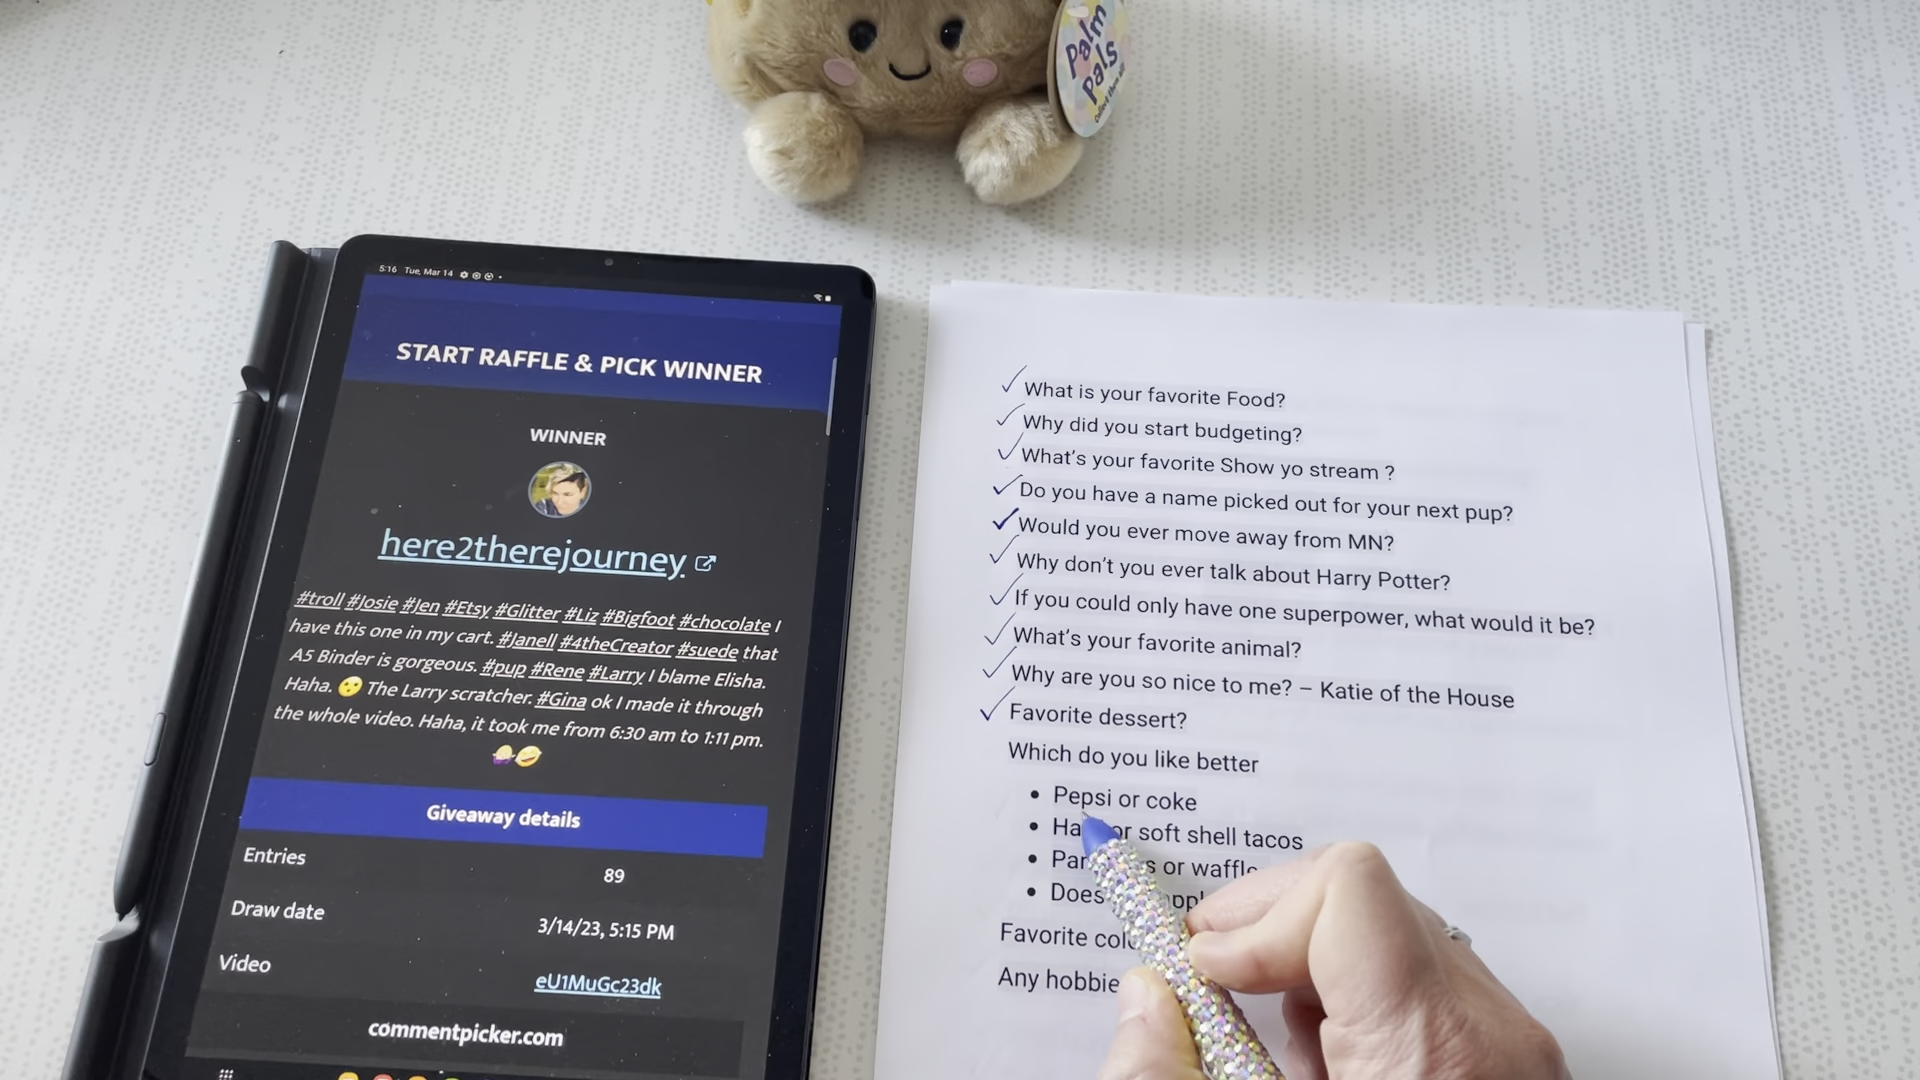 Palm
Pals
5:16 Tue, Mar 14
START RAFFLE & PICK WINNER
WINNER
here2therejourney
#troll #Josie #Jen #Etsy #Glitter #Liz #Bigfoot #chocolate I
have this one in my cart. #Janell #4theCreator #suede that
A5 Binder is gorgeous. #pup #Rene #Larry I blame Elisha.
Haha. 😗 The Larry scratcher. #Gina ok I made it through
the whole video. Haha, it took me from 6:30 am to 1:11 pm.
Giveaway details
Entries 89
Draw date 3/14/23, 5:15 PM
Video eU1MuGc23dk
commentpicker.com
What is your favorite Food?
Why did you start budgeting?
What's your favorite Show yo stream ?
Do you have a name picked out for your next pup?
Would you ever move away from MN?
Why don't you ever talk about Harry Potter?
If you could only have one superpower, what would it be?
What's your favorite animal?
Why are you so nice to me? – Katie of the House
Favorite dessert?
Which do you like better
• Pepsi or coke
• or soft shell tacos
• or
• Does
Favorite
Any